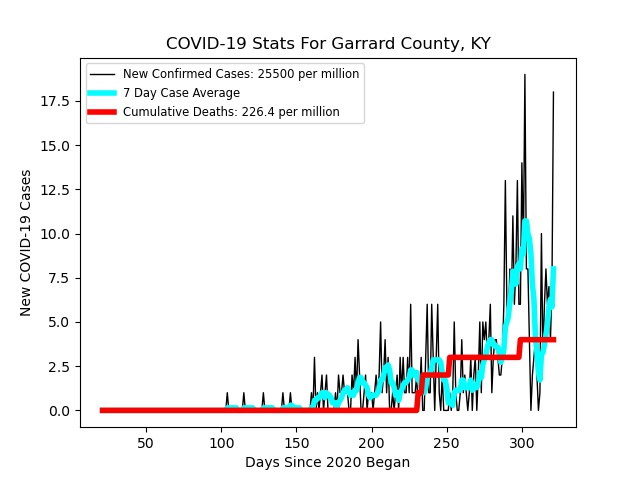 COVID-19 Stats For Garrard County, KY
New Confirmed Cases: 25500 per million
7 Day Case Average
Cumulative Deaths: 226.4 per million
17.5
15.0
12.5
10.0
7.5
5.0
2.5
0.0
New COVID-19 Cases
50 100 150 200 250 300
Days Since 2020 Began